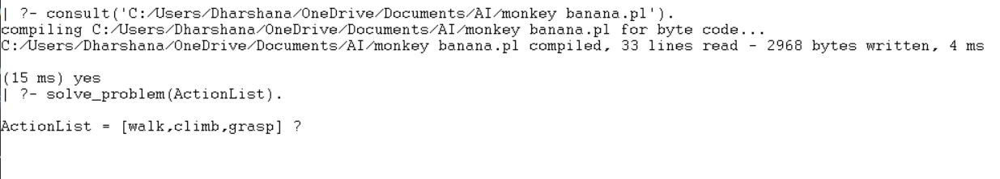 | ?- consult('C:/Users/Dharshana/OneDrive/Documents/AI/monkey banana.pl').
compiling C:/Users/Dharshana/OneDrive/Documents/AI/monkey banana.pl for byte code...
C:/Users/Dharshana/OneDrive/Documents/AI/monkey banana.pl compiled, 33 lines read - 2968 bytes written, 4 ms
(15 ms) yes
| ?- solve_problem(ActionList).
ActionList = [walk,climb,grasp] ?